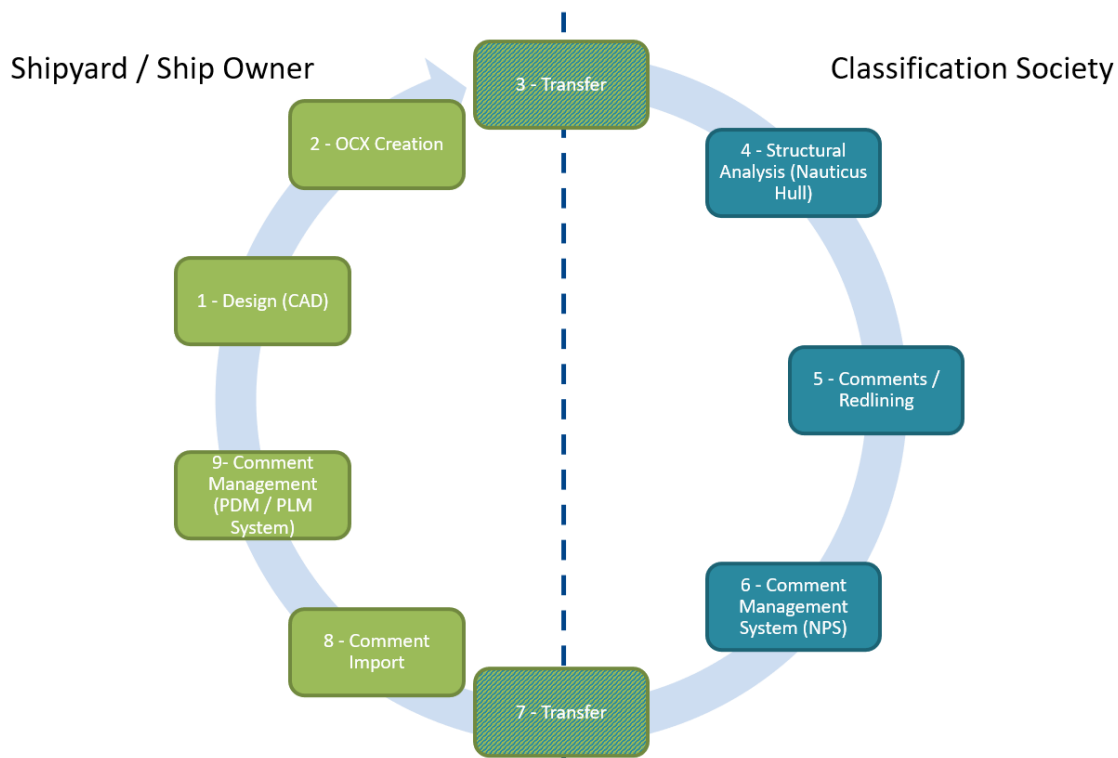 Shipyard / Ship Owner
Classification Society
3 - Transfer
2 - OCX Creation
4 - Structural
Analysis (Nauticus
Hull)
1 - Design (CAD)
5 - Comments /
Redlining
9- Comment
Management
(PDM / PLM
System)
6 - Comment
Management
System (NPS)
8 - Comment
Import
7 - Transfer